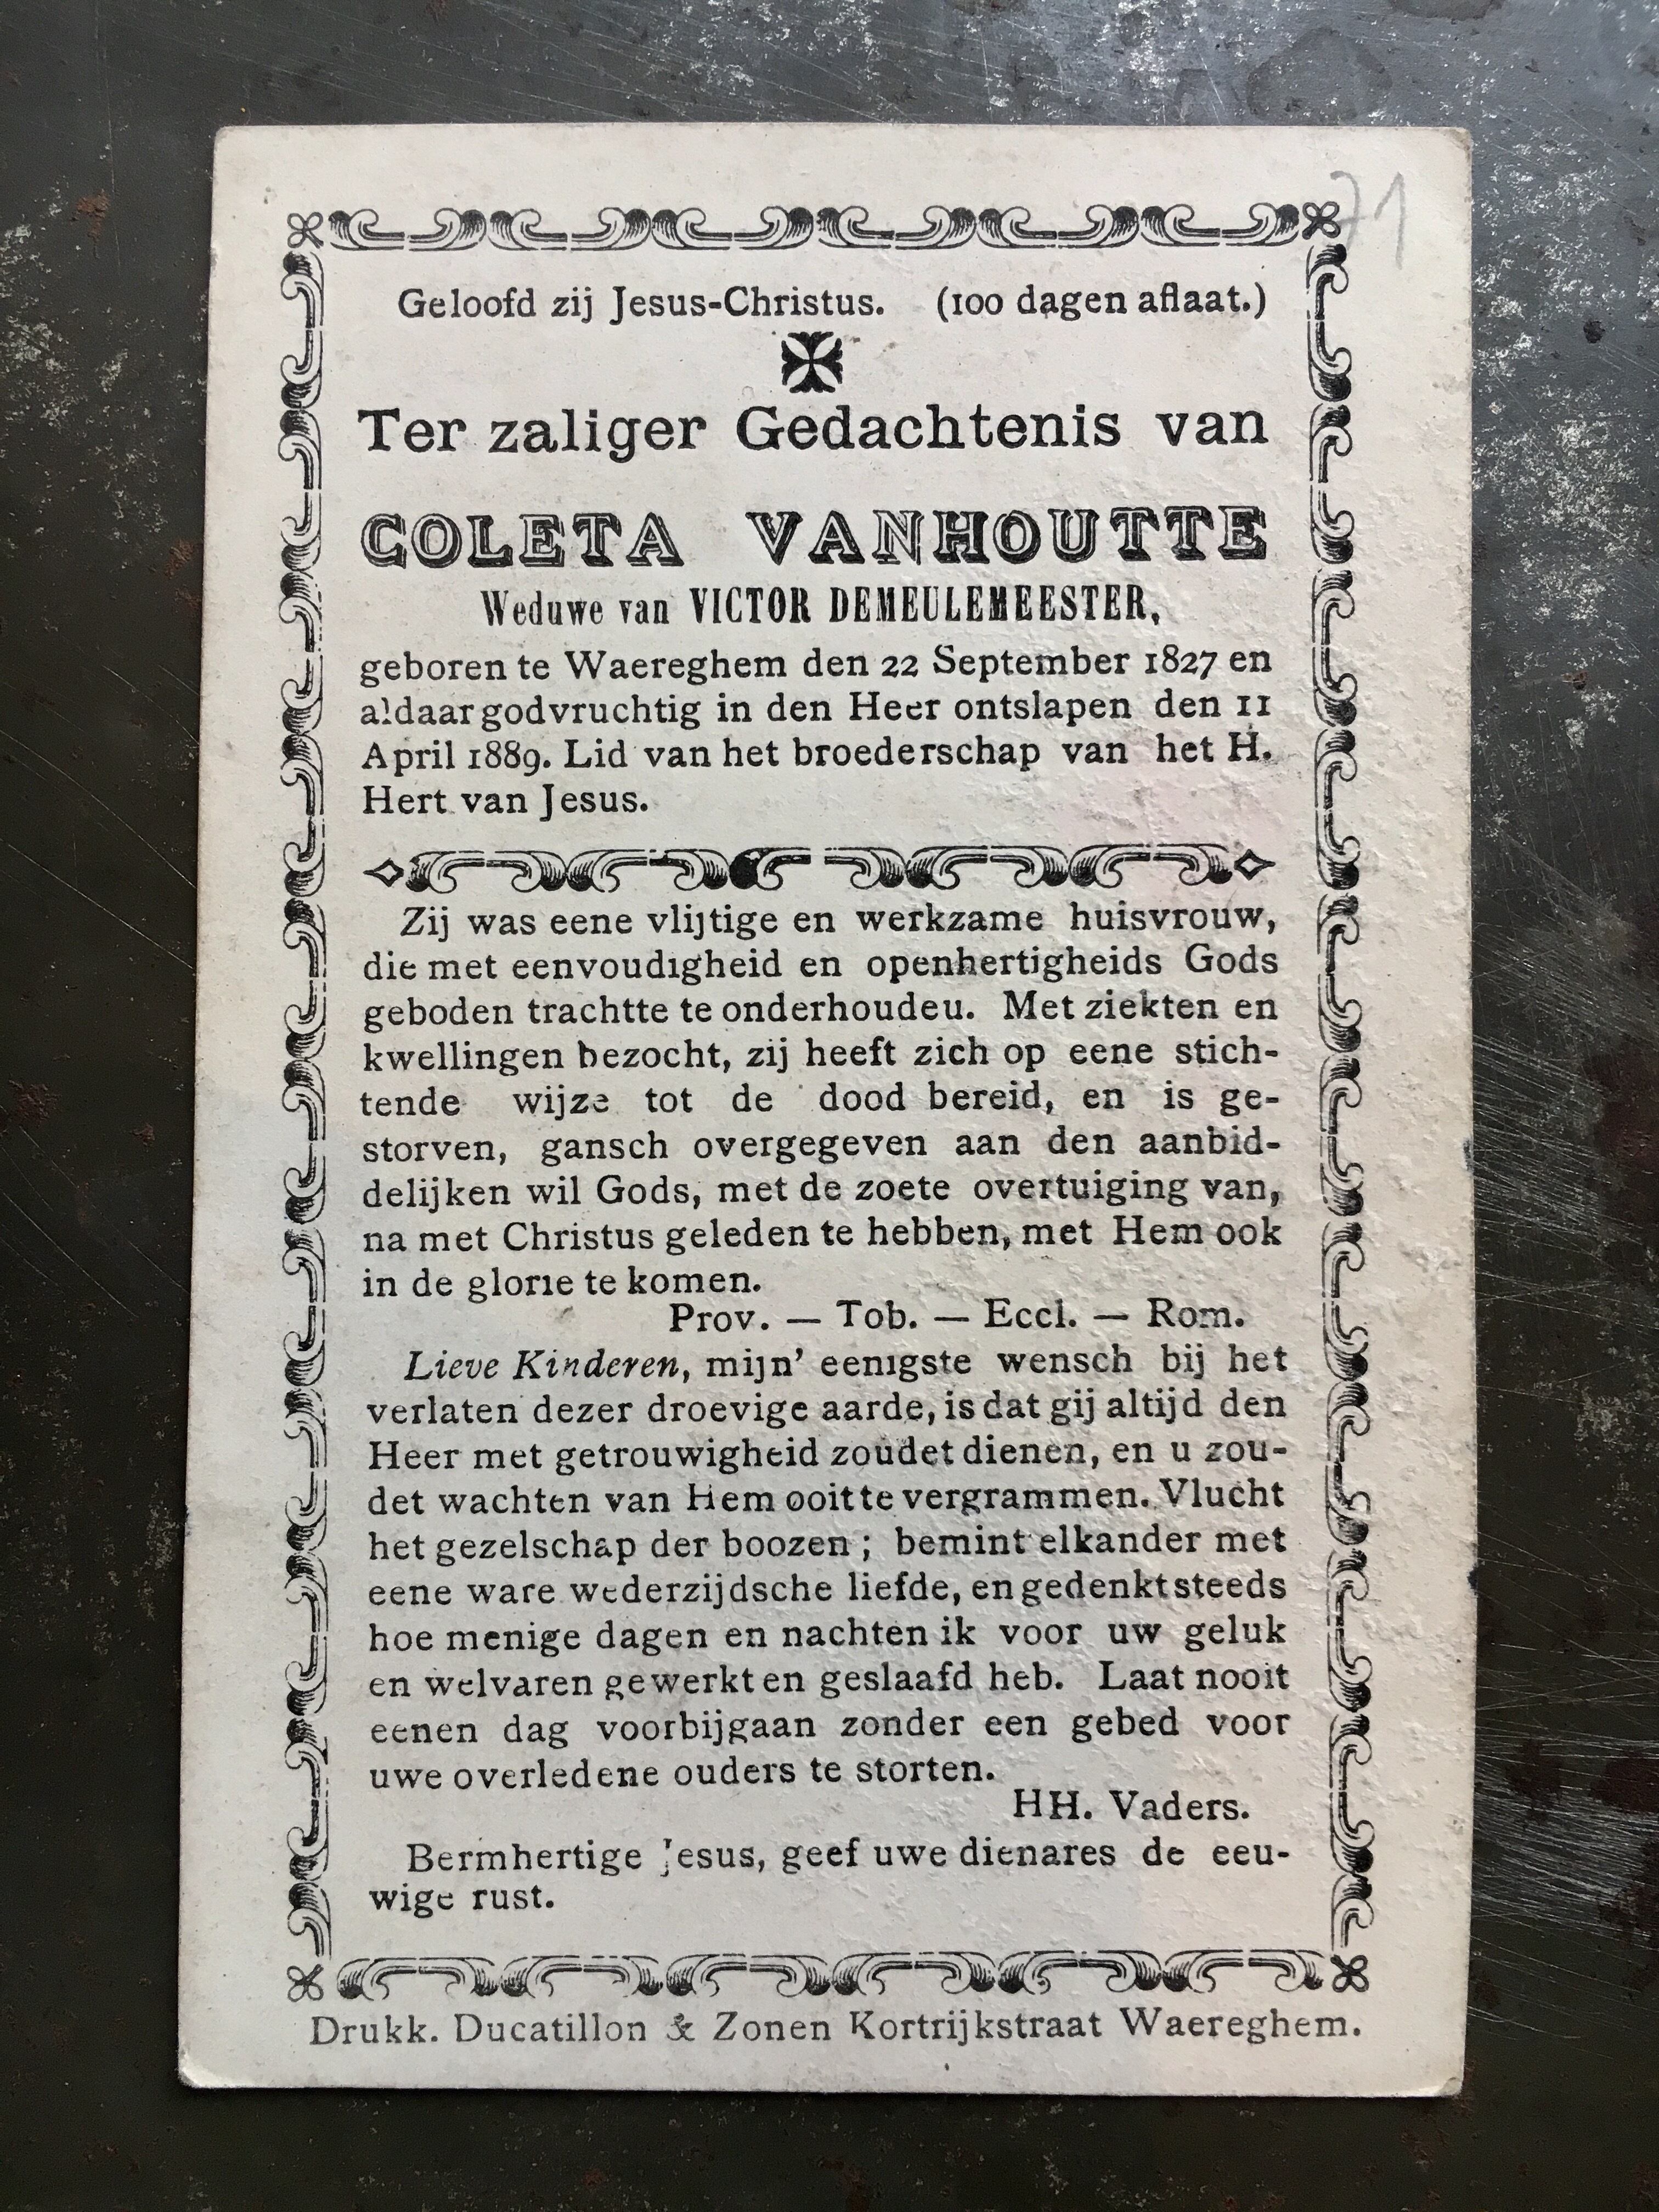 71
Geloofd zij Jesus-Christus. (100 dagen aflaat.)
Ter zaliger Gedachtenis van
COLETA VANHOUTTE
Weduwe van VICTOR DEMEULEMEESTER,
geboren te Waereghem den 22 September 1827 en
aldaar godvruchtig in den Heer ontslapen den 11
April 1889. Lid van het broederschap van het H.
Hert van Jesus.
Zij was eene vlijtige en werkzame huisvrouw,
die met eenvoudigheid en openhertigheids Gods
geboden trachtte te onderhoudeu. Met ziekten en
kwellingen bezocht, zij heeft zich op eene stich-
tende wijze tot de dood bereid, en is ge-
storven, gansch overgegeven aan den aanbid-
delijken wil Gods, met de zoete overtuiging van,
na met Christus geleden te hebben, met Hem ook
in de glorie te komen.
Prov. — Tob. — Eccl. — Rom.
Lieve Kinderen, mijn' eenigste wensch bij het
verlaten dezer droevige aarde, is dat gij altijd den
Heer met getrouwigheid zoudet dienen, en u zou-
det wachten van Hem ooit te vergrammen. Vlucht
het gezelschap der boozen ; bemint elkander met
eene ware wederzijdsche liefde, en gedenkt steeds
hoe menige dagen en nachten ik voor uw geluk
en welvaren gewerkt en geslaafd heb. Laat nooit
eenen dag voorbijgaan zonder een gebed voor
uwe overledene ouders te storten.
HH. Vaders.
Bermhertige Jesus, geef uwe dienares de eeu-
wige rust.
Drukk. Ducatillon & Zonen Kortrijkstraat Waereghem.